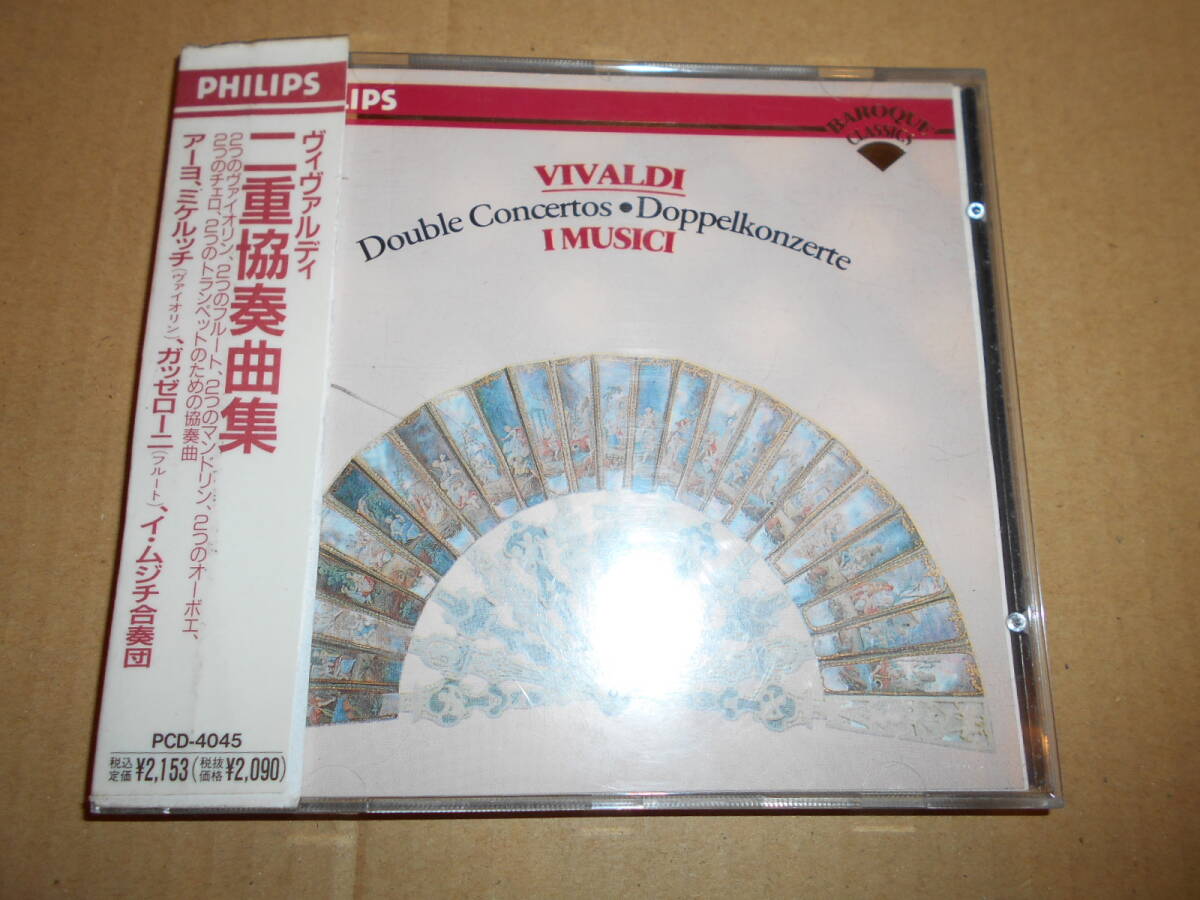 PHILIPS
ヴィヴァルディ
二重協奏曲集
2つのヴァイオリン、2つのフルート、2つのマンドリン、2つのオーボエ、
2つのチェロ、2つのトランペットのための協奏曲
アーヨ、ミケルッチ(ヴァイオリン)、ガッゼローニ(フルート)、イ・ムジチ合奏団
PCD-4045
税込定価¥2,153(税抜価格¥2,090)
LIPS
BAROQUE
CLASSICS
VIVALDI
Double Concertos • Doppelkonzerte
I MUSICI